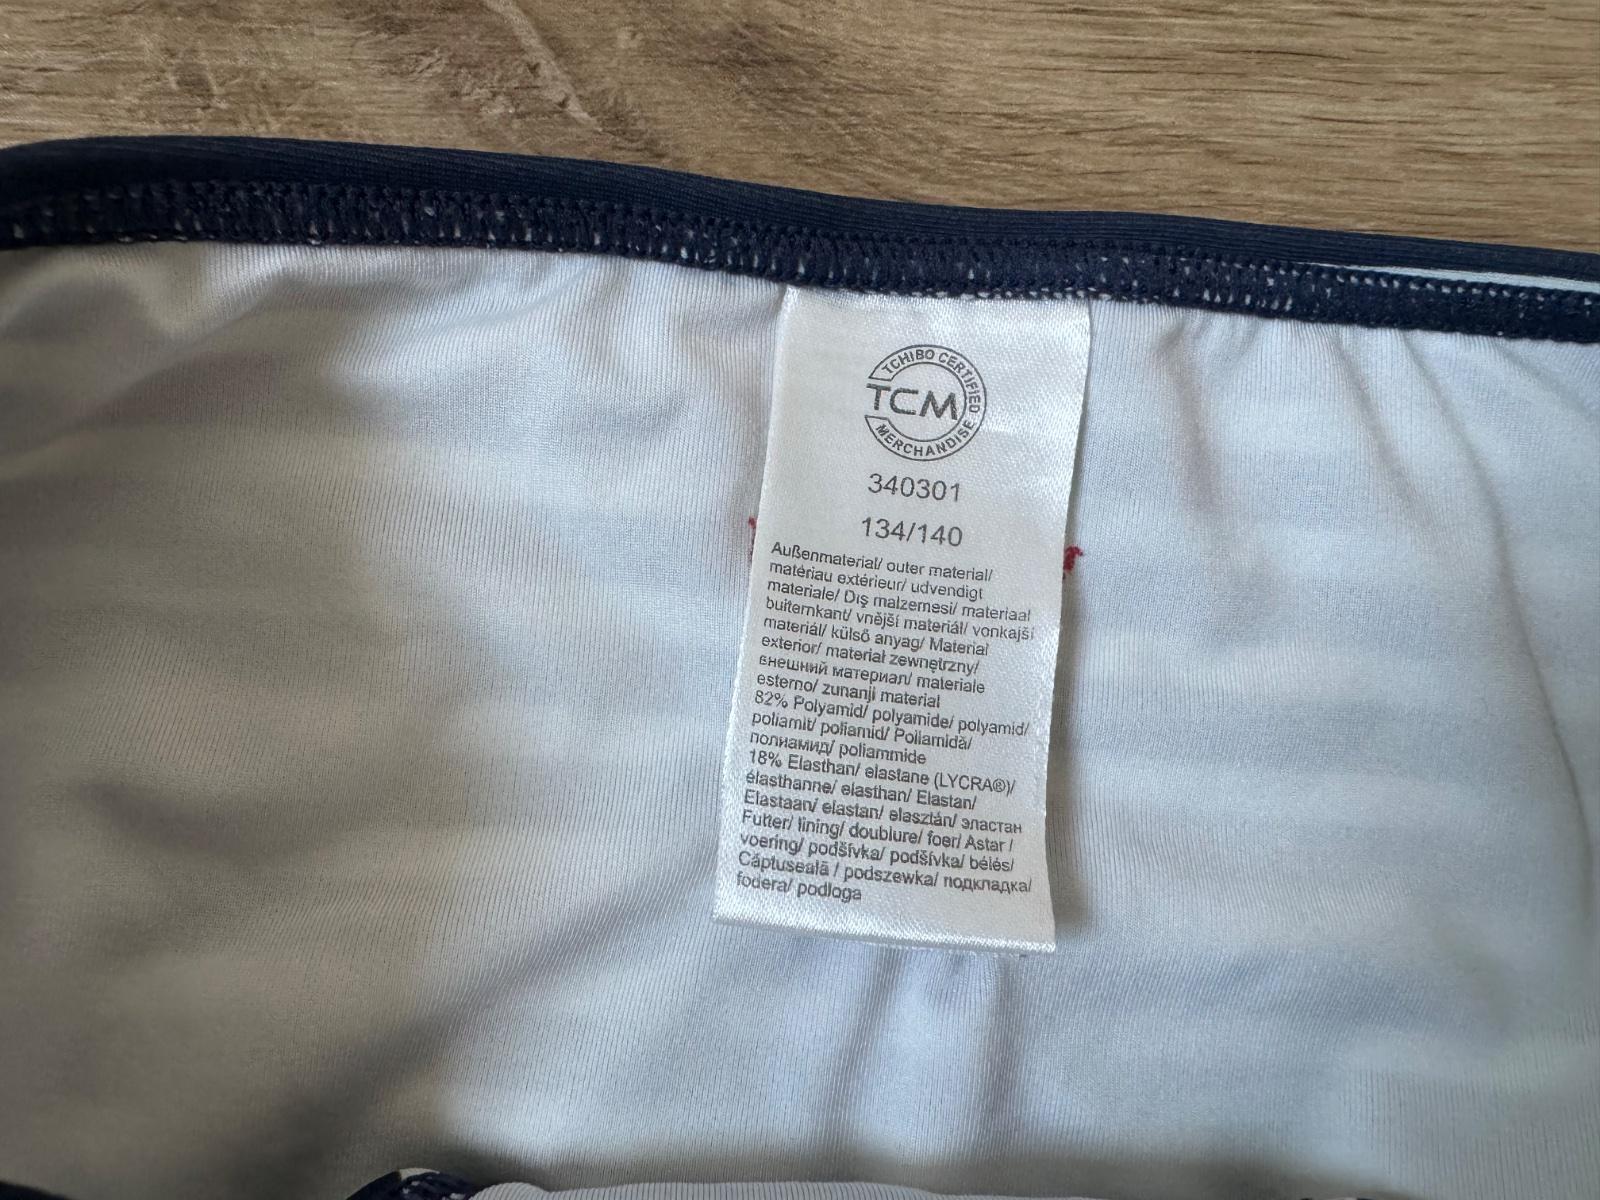 TCHIBO CERTIFIED
TCM
MERCHANDISE
340301
134/140
Außenmaterial/ outer material/
matériau extérieur/ udvendigt
materiale/ Dış malzemesi/ materiaal
buitenkant/ vnější materiál/ vonkajší
materiál/ külső anyag/ Material
exterior/ materiał zewnętrzny/
внешний материал/ materiale
esterno/ zunanji material
82% Polyamid/ polyamide/ polyamid/
poliamit/ poliamid/ Poliamidă/
полиамид/ poliammide
18% Elasthan/ elastane (LYCRA®)/
élasthanne/ elasthan/ Elastan/
Elastaan/ elastan/ elasztán/ эластан
Futter/ lining/ doublure/ foer/ Astar /
voering/ podšívka/ podšívka/ bélés/
Căptuseală / podszewka/ подкладка/
fodera/ podloga